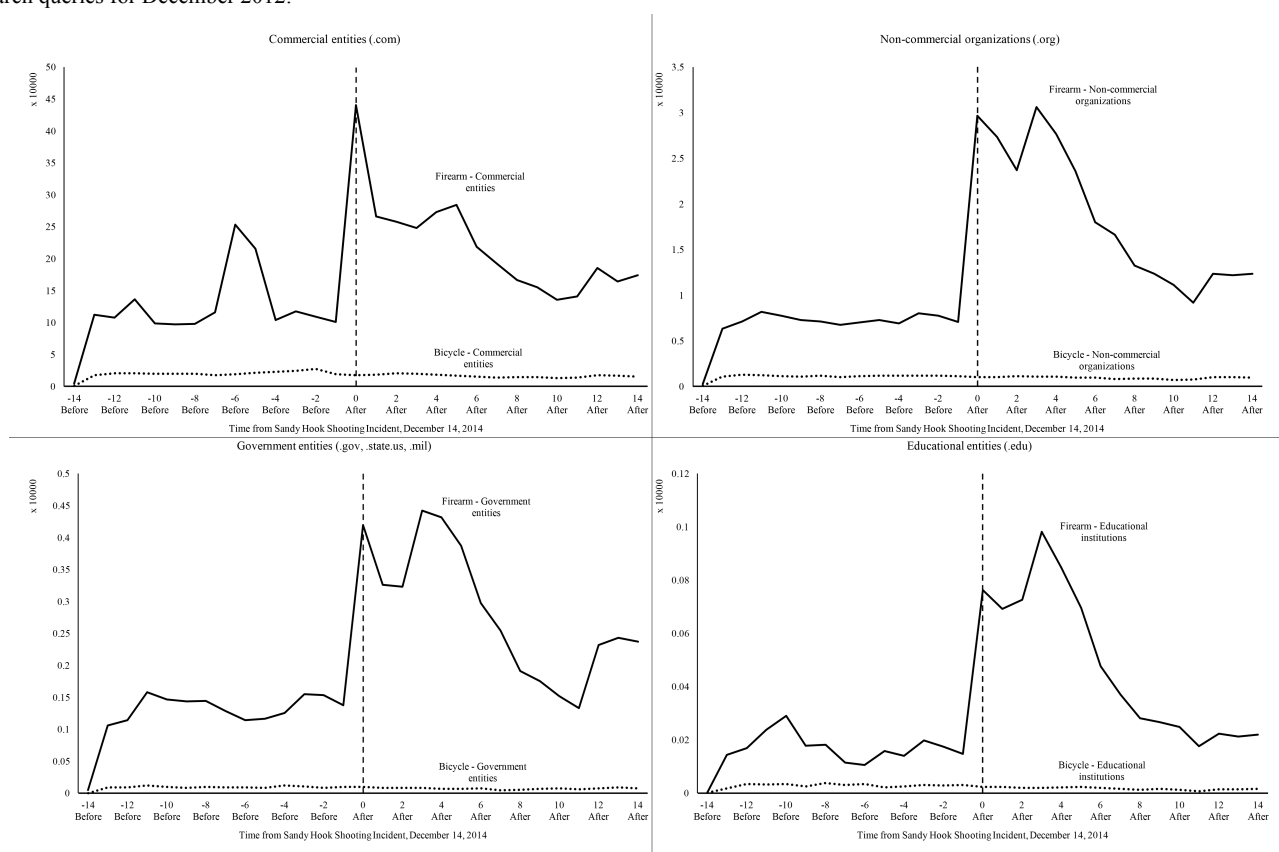 arch queries for December 2012.
Commercial entities (.com)
x 10000
50
45
40
35
30
25
20
15
10
5
0
Firearm - Commercial
entities
Bicycle - Commercial
entities
-14 -12 -10 -8 -6 -4 -2 0 2 4 6 8 10 12 14
Before Before Before Before Before Before Before After After After After After After After After
Time from Sandy Hook Shooting Incident, December 14, 2014
Non-commercial organizations (.org)
x 10000
3.5
3
2.5
2
1.5
1
0.5
0
Firearm - Non-commercial
organizations
Bicycle - Non-commercial
organizations
-14 -12 -10 -8 -6 -4 -2 0 2 4 6 8 10 12 14
Before Before Before Before Before Before Before After After After After After After After After
Time from Sandy Hook Shooting Incident, December 14, 2014
Government entities (.gov, .state.us, .mil)
x 10000
0.5
0.45
0.4
0.35
0.3
0.25
0.2
0.15
0.1
0.05
0
Firearm - Government
entities
Bicycle - Government
entities
-14 -12 -10 -8 -6 -4 -2 0 2 4 6 8 10 12 14
Before Before Before Before Before Before Before After After After After After After After After
Time from Sandy Hook Shooting Incident, December 14, 2014
Educational entities (.edu)
x 10000
0.12
0.1
0.08
0.06
0.04
0.02
0
Firearm - Educational
institutions
Bicycle - Educational
institutions
-14 -12 -10 -8 -6 -4 -2 0 2 4 6 8 10 12 14
Before Before Before Before Before Before Before After After After After After After After After
Time from Sandy Hook Shooting Incident, December 14, 2014